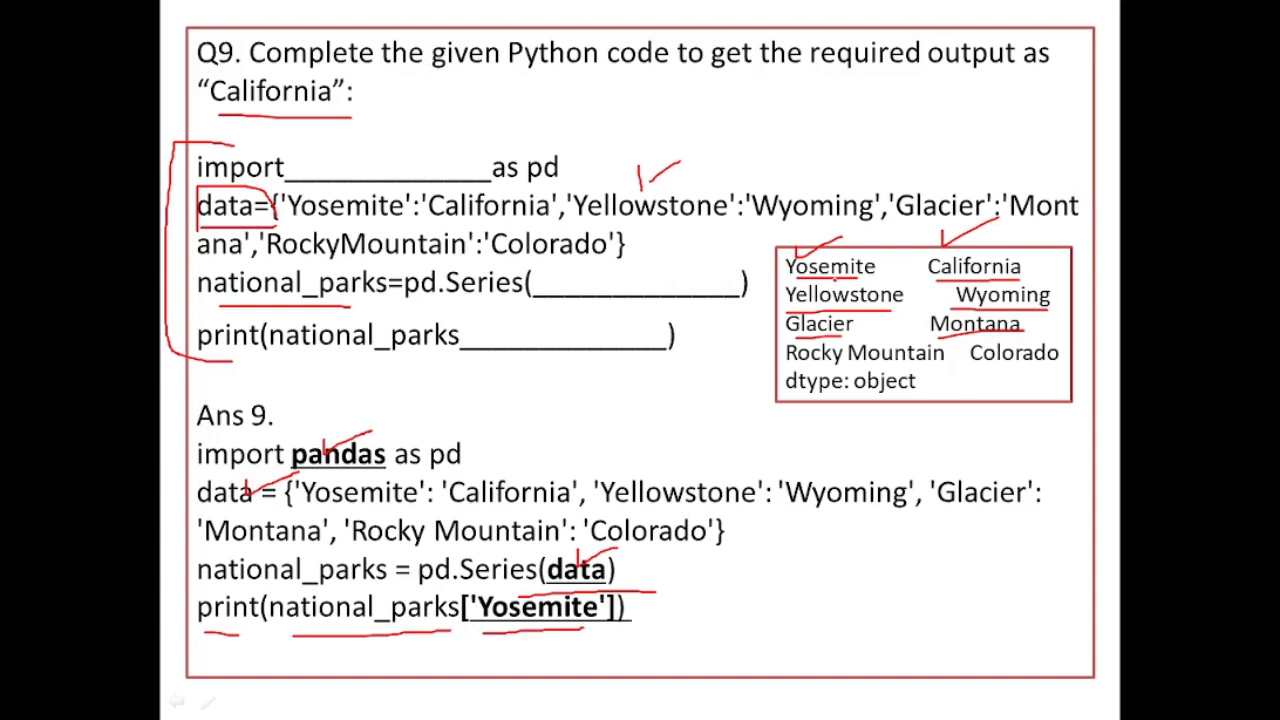 Q9. Complete the given Python code to get the required output as
“California”:
import_____________as pd
data={'Yosemite':'California','Yellowstone':'Wyoming','Glacier':'Mont
ana','RockyMountain':'Colorado'}
national_parks=pd.Series(_____________)
print(national_parks_____________)
Yosemite California
Yellowstone Wyoming
Glacier Montana
Rocky Mountain Colorado
dtype: object
Ans 9.
import pandas as pd
data = {'Yosemite': 'California', 'Yellowstone': 'Wyoming', 'Glacier':
'Montana', 'Rocky Mountain': 'Colorado'}
national_parks = pd.Series(data)
print(national_parks['Yosemite'])